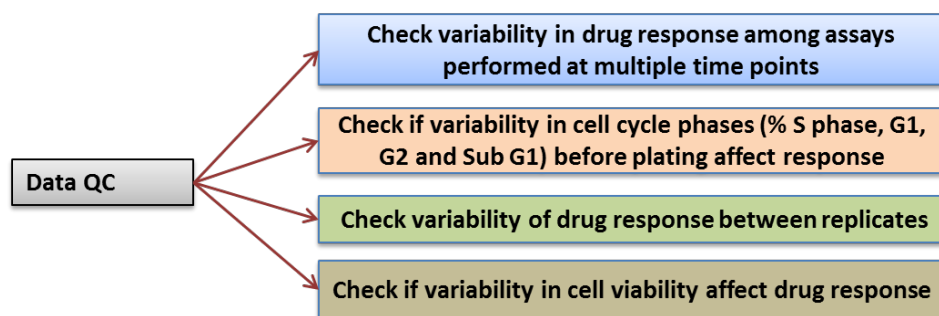 Check variability in drug response among assays
performed at multiple time points
Check if variability in cell cycle phases (% S phase, G1,
G2 and Sub G1) before plating affect response
Data QC
Check variability of drug response between replicates
Check if variability in cell viability affect drug response